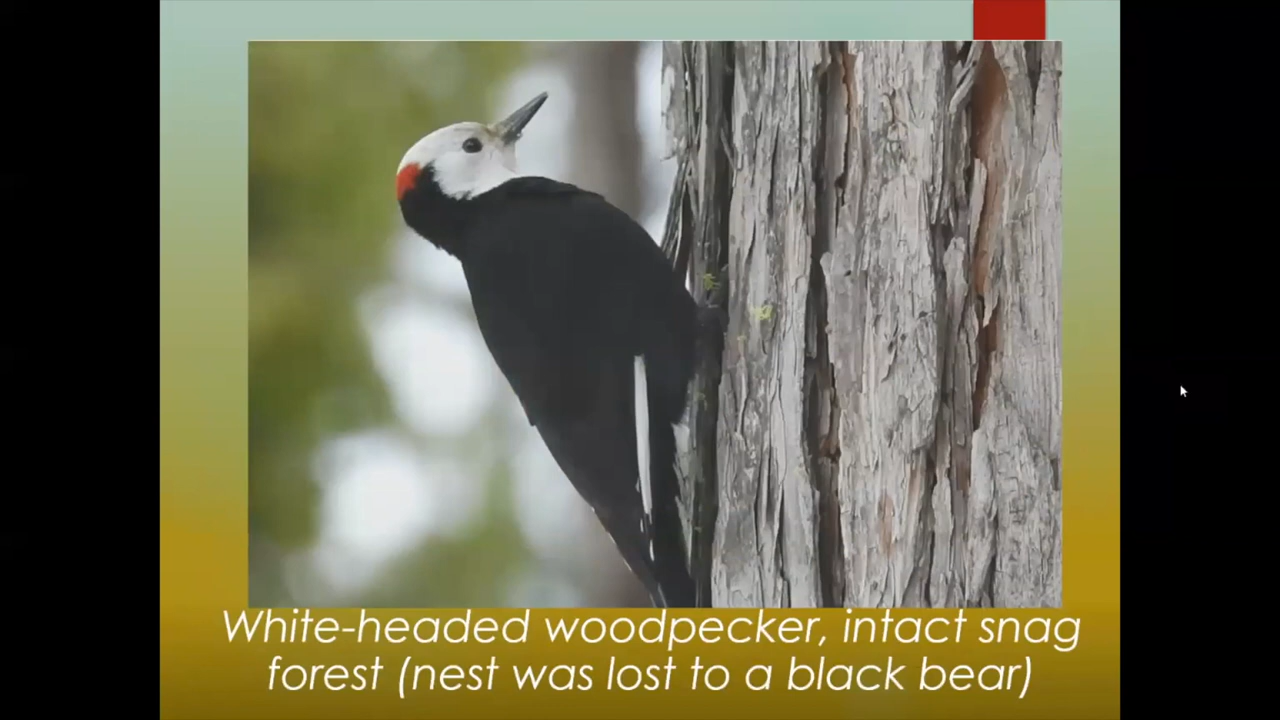 White-headed woodpecker, intact snag
forest (nest was lost to a black bear)